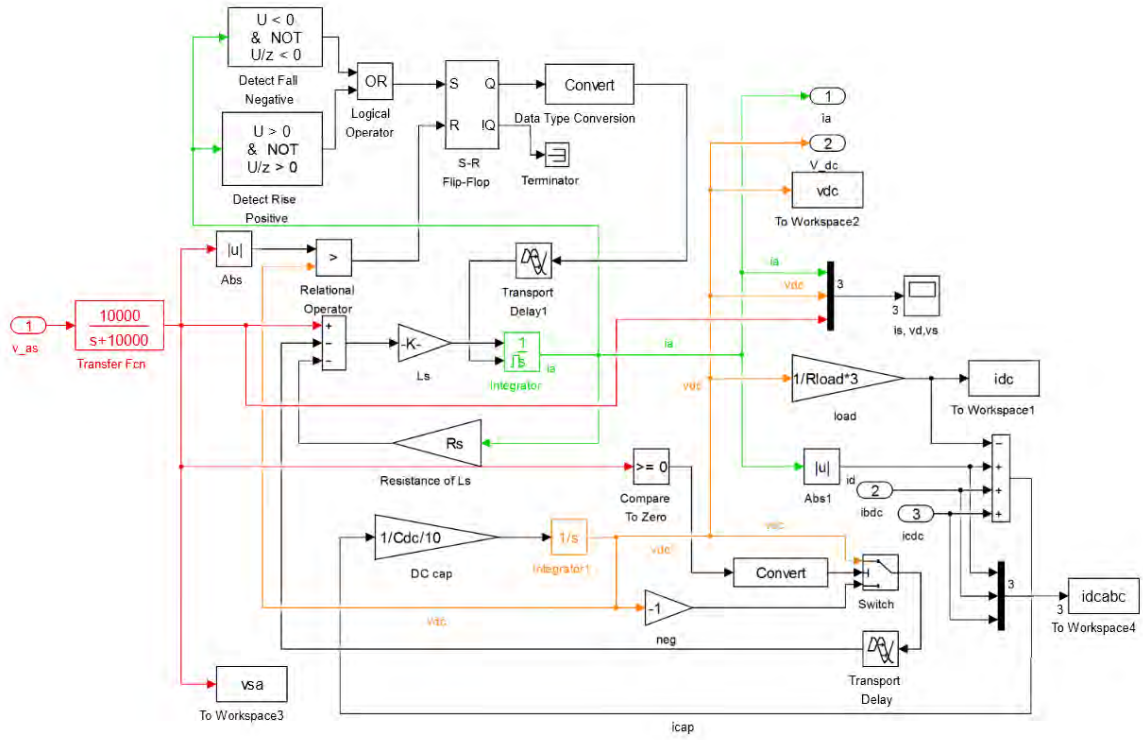 U < 0
& NOT
U/z < 0
Detect Fall
Negative
OR
Logical
Operator
S
R
Q
!Q
S-R
Flip-Flop
Convert
Data Type Conversion
Terminator
1
ia
2
V_dc
vdc
To Workspace2
U > 0
& NOT
U/z > 0
Detect Rise
Positive
|u|
Abs
>
Relational
Operator
Transport
Delay1
ia
vdc
3
3
is, vd,vs
1
v_as
10000
s+10000
Transfer Fcn
+
−
−
-K-
Ls
1
s
Integrator
ia
ia
vdc
1/Rload*3
load
idc
To Workspace1
Rs
Resistance of Ls
>= 0
Compare
To Zero
|u|
Abs1
id
2
ibdc
3
icdc
−
+
+
+
1/Cdc/10
DC cap
1/s
Integrator1
vdc
vdc
Convert
Switch
-1
neg
vdc
3
3
idcabc
To Workspace4
Transport
Delay
vsa
To Workspace3
icap